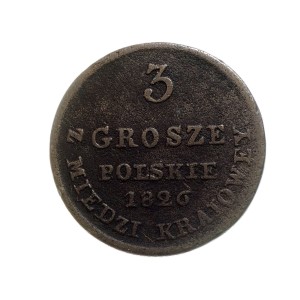 3
GROSZE
POLSKIE
1826
Z MIEDZI KRAIOWEY